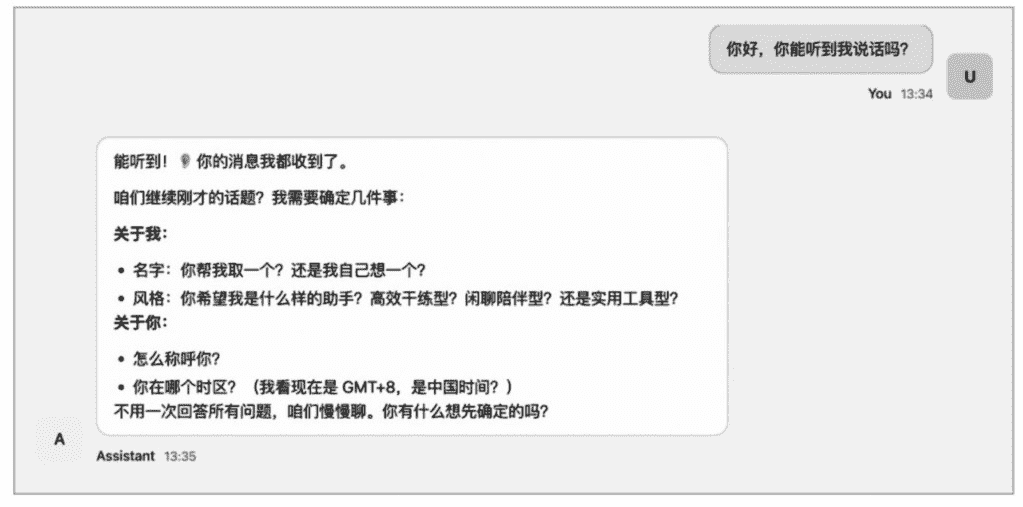 你好，你能听到我说话吗？
U
You 13:34
能听到！你的消息我都收到了。
咱们继续刚才的话题？我需要确定几件事：
关于我：
• 名字：你帮我取一个？还是我自己想一个？
• 风格：你希望我是什么样的助手？高效干练型？闲聊陪伴型？还是实用工具型？
关于你：
• 怎么称呼你？
• 你在哪个时区？（我看现在是 GMT+8，是中国时间？）
不用一次回答所有问题，咱们慢慢聊。你有什么想先确定的吗？
A
Assistant 13:35